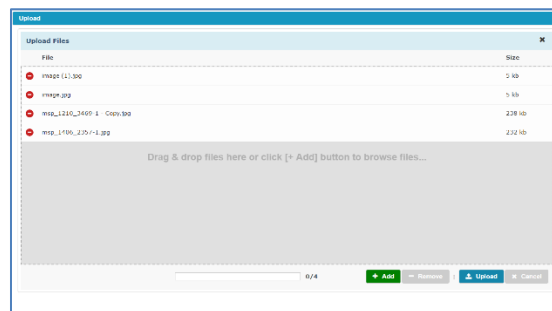 Upload
Upload Files
File Size
image (1).jpg 5 kb
image.jpg 5 kb
msp_1210_3469-1 - Copy.jpg 238 kb
msp_1406_2357-1.jpg 232 kb
Drag & drop files here or click [+ Add] button to browse files...
0/4 + Add − Remove | Upload × Cancel